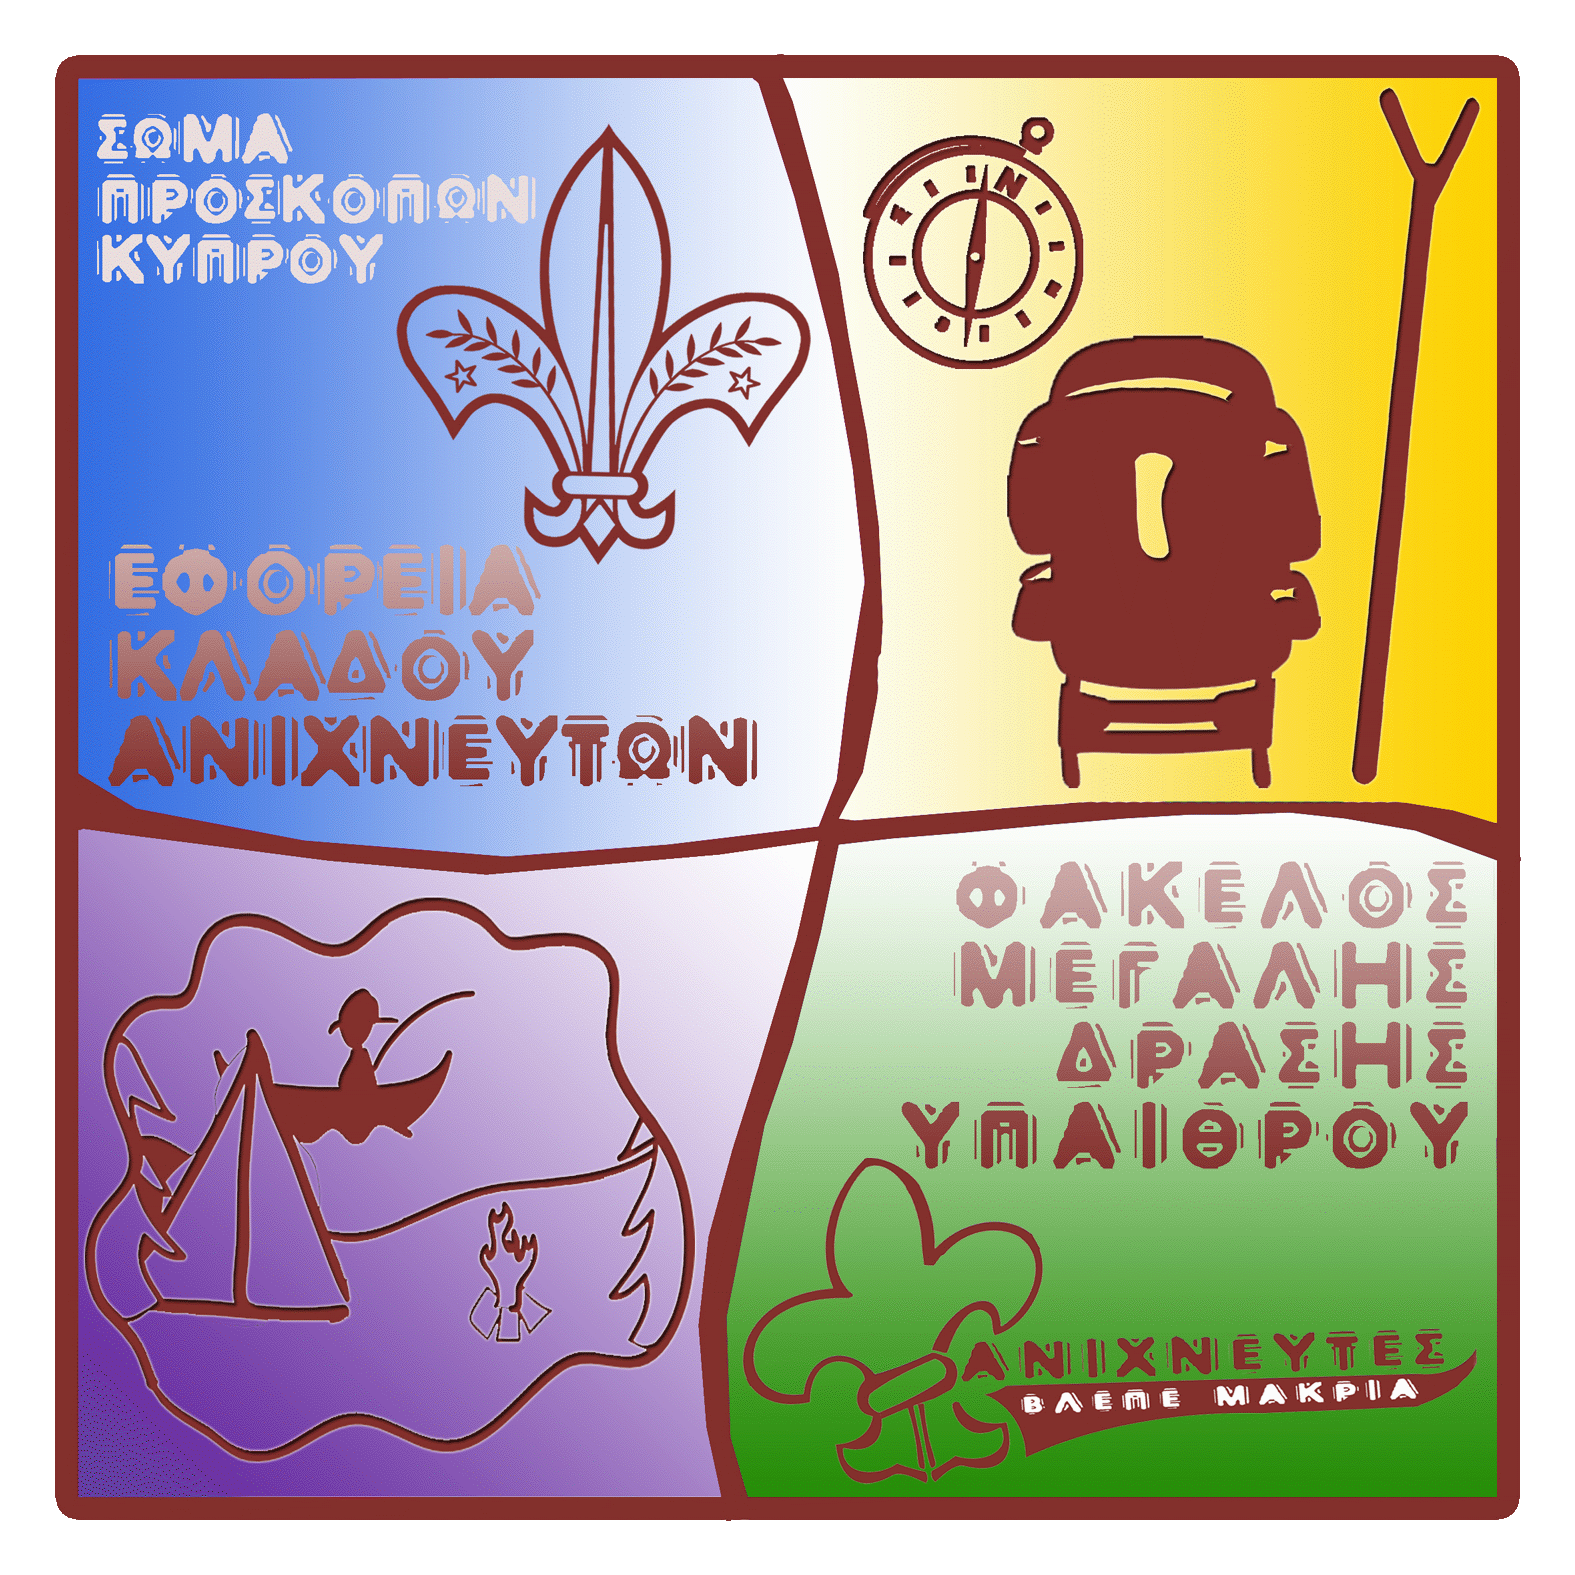 ΣΩΜΑ
ΠΡΟΣΚΟΠΩΝ
ΚΥΠΡΟΥ
ΕΦΟΡΕΙΑ
ΚΛΑΔΟΥ
ΑΝΙΧΝΕΥΤΩΝ
N
E
S
ΦΑΚΕΛΟΣ
ΜΕΓΑΛΗΣ
ΔΡΑΣΗΣ
ΥΠΑΙΘΡΟΥ
ΑΝΙΧΝΕΥΤΕΣ
ΒΛΕΠΕ ΜΑΚΡΙΑ